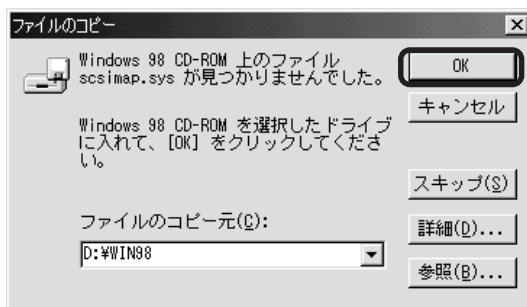 ファイルのコピー
Windows 98 CD-ROM 上のファイル
scsimap.sys が見つかりませんでした。
Windows 98 CD-ROM を選択したドライブ
に入れて、[OK] をクリックしてくださ
い。
ファイルのコピー元(C):
D:¥WIN98
OK
キャンセル
スキップ(S)
詳細(D)...
参照(B)...